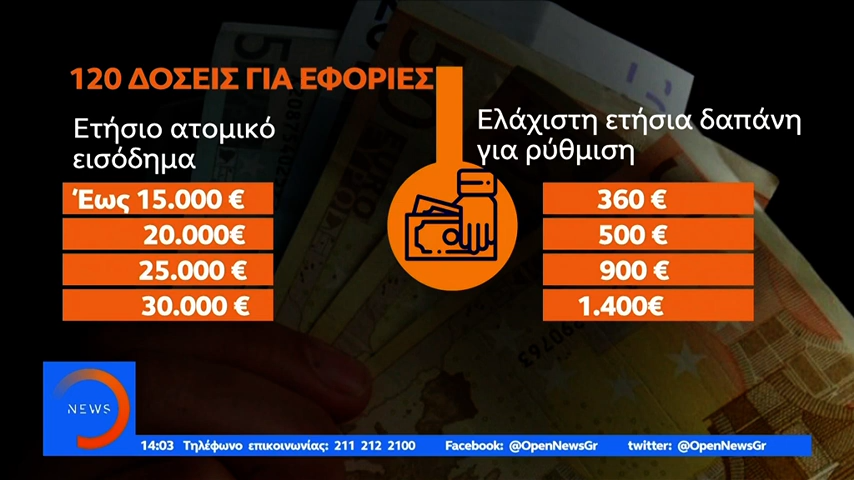 120 ΔΟΣΕΙΣ ΓΙΑ ΕΦΟΡΙΕΣ
Ετήσιο ατομικό
εισόδημα
Ελάχιστη ετήσια δαπάνη
για ρύθμιση
Έως 15.000 € 360 €
20.000€ 500 €
25.000 € 900 €
30.000 € 1.400€
NEWS
14:03 Τηλέφωνο επικοινωνίας: 211 212 2100 Facebook: @OpenNewsGr twitter: @OpenNewsGr